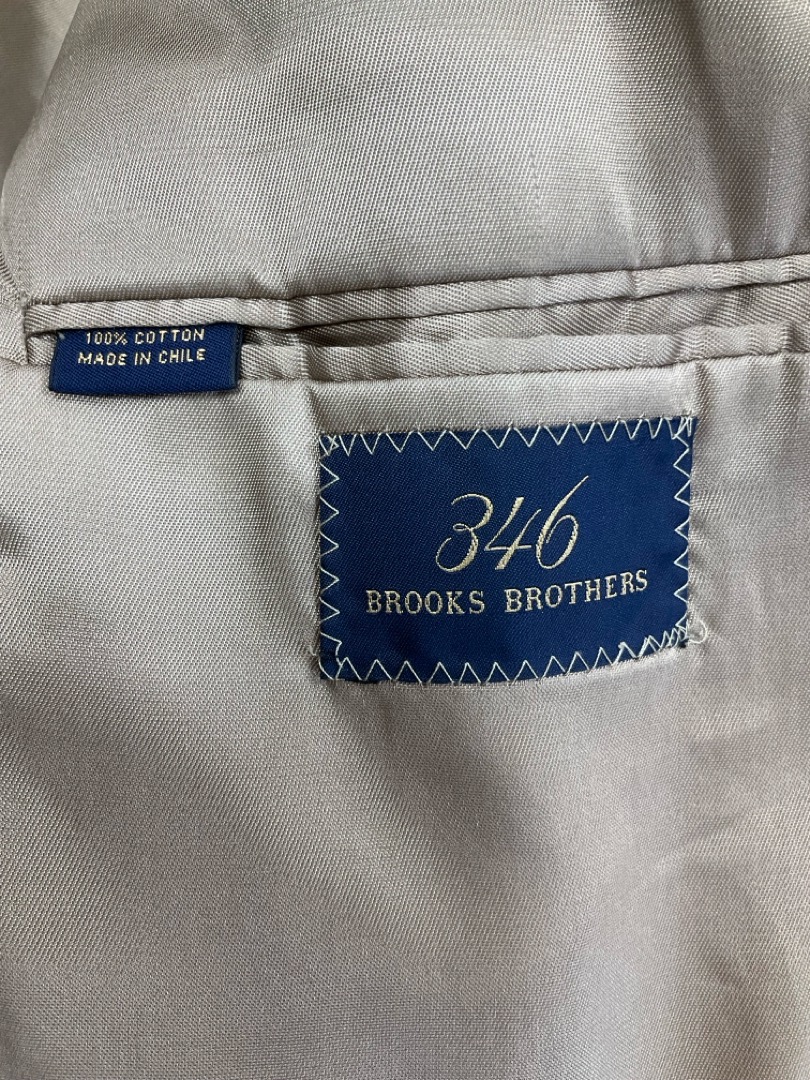 100% COTTON
MADE IN CHILE
346
BROOKS BROTHERS